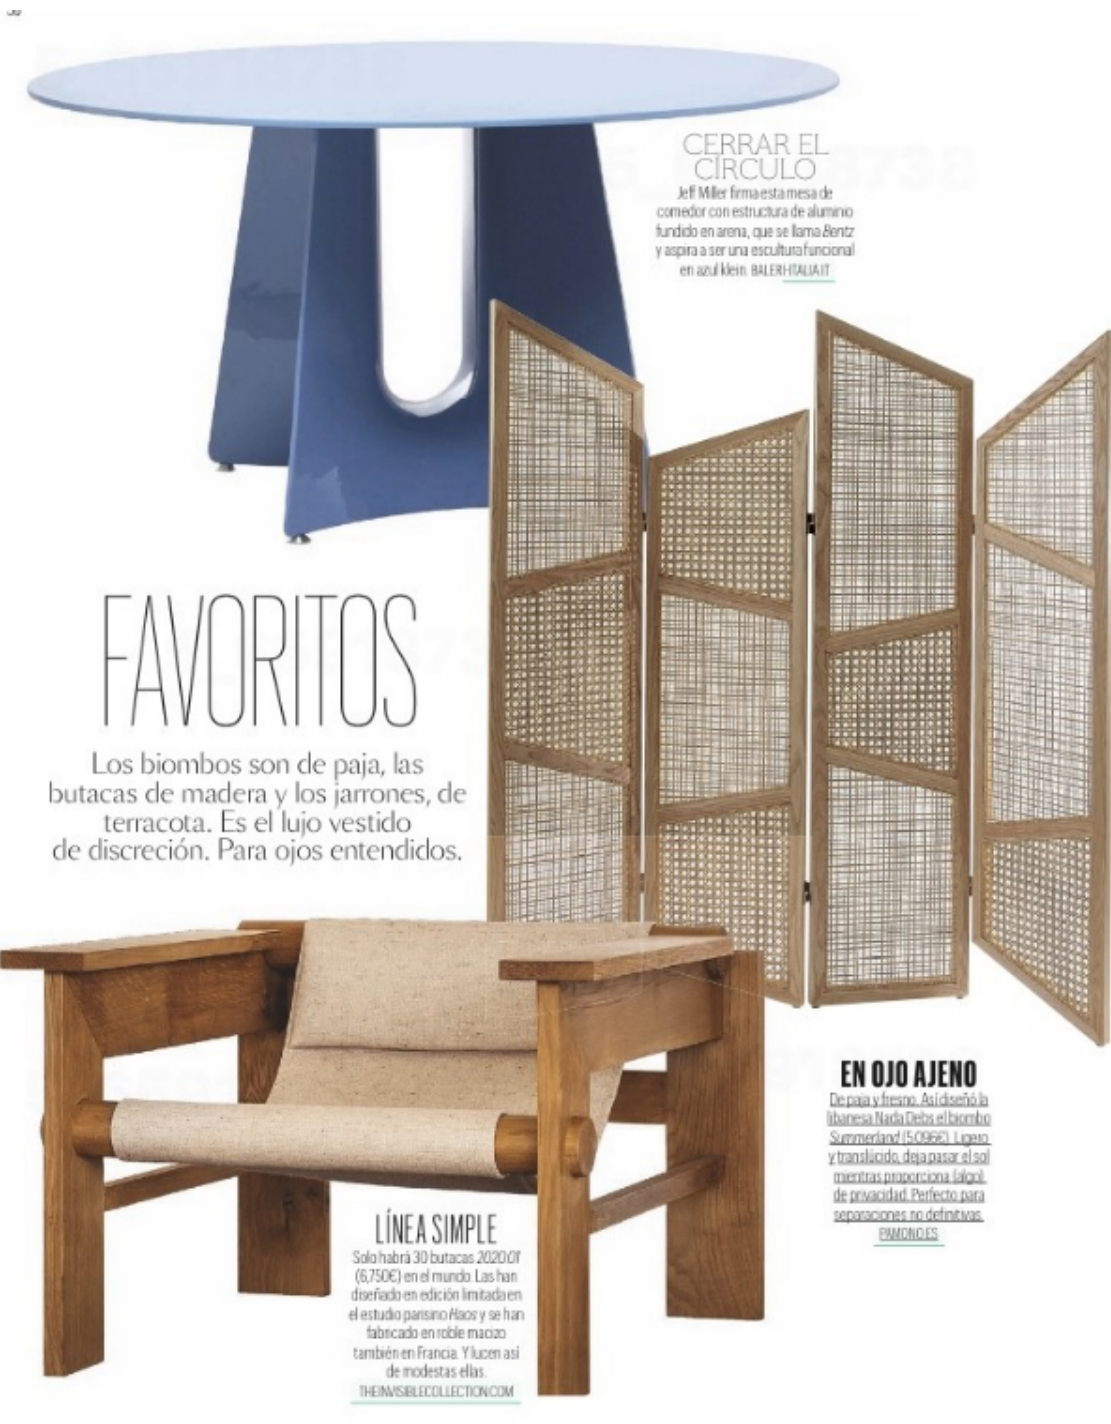 CERRAR EL
CÍRCULO
Jeff Miller firma esta mesa de
comedor con estructura de aluminio
fundido en arena, que se llama Bentz
y aspira a ser una escultura funcional
en azul klein. BALERI-ITALIA.IT
FAVORITOS
Los biombos son de paja, las
butacas de madera y los jarrones, de
terracota. Es el lujo vestido
de discreción. Para ojos entendidos.
EN OJO AJENO
De paja y fresno. Así diseñó la
libanesa Nada Debs el biombo
Summerland (5.096€). Ligero
y translúcido, deja pasar el sol
mientras proporciona (algo)
de privacidad. Perfecto para
separaciones no definitivas.
PAMONO.ES
LÍNEA SIMPLE
Solo habrá 30 butacas 202001
(6,750€) en el mundo. Las han
diseñado en edición limitada en
el estudio parisino Haos y se han
fabricado en roble macizo
también en Francia. Y lucen así
de modestas ellas.
THEINVISIBLECOLLECTION.COM